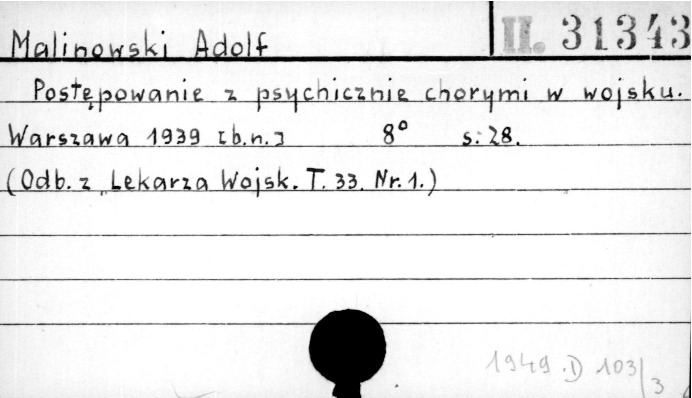 Malinowski Adolf II. 31343
Postępowanie z psychicznie chorymi w wojsku.
Warszawa 1939 [b.n.] 8° s: 28.
(Odb. z „Lekarza Wojsk. T. 33. Nr. 1.)
1949.D 103/3